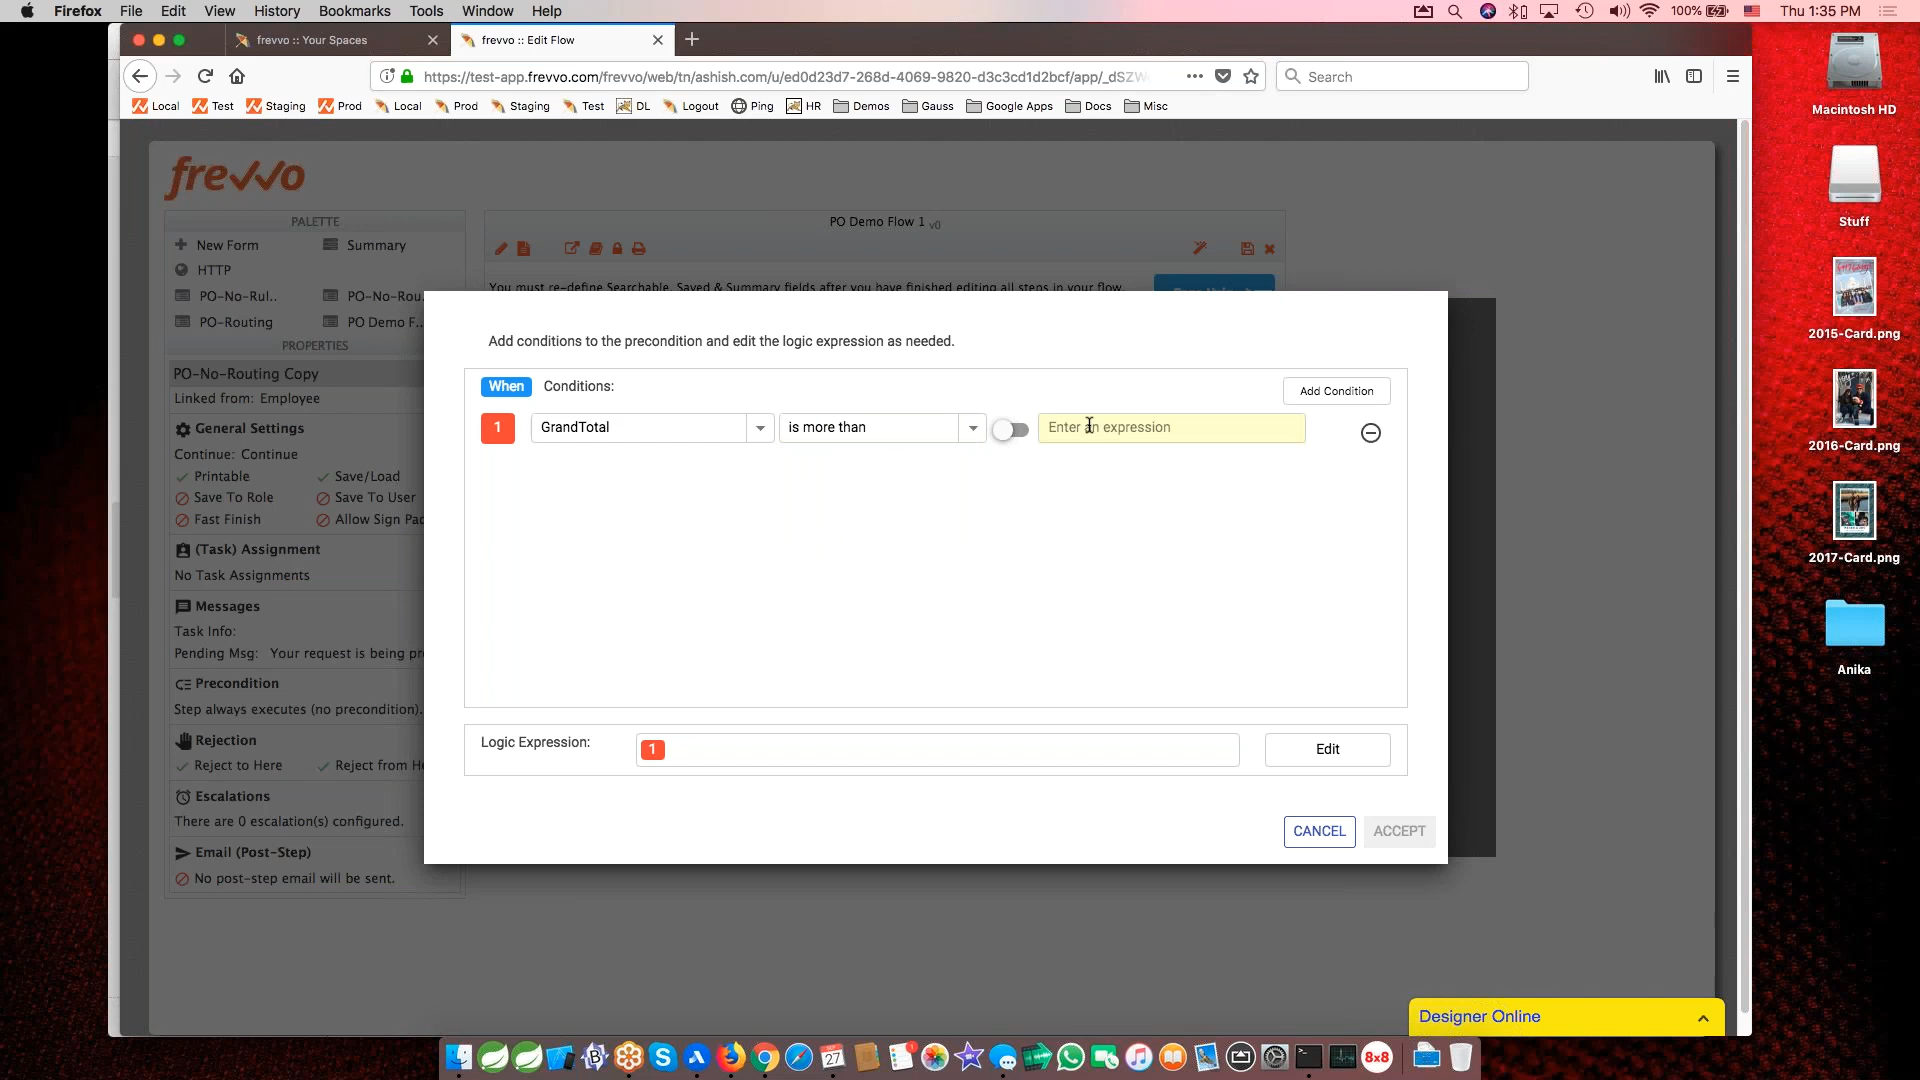 Firefox File Edit View History Bookmarks Tools Window Help 100% Thu 1:35 PM
frevvo :: Your Spaces frevvo :: Edit Flow
https://test-app.frevvo.com/frevvo/web/tn/ashish.com/u/ed0d23d7-268d-4069-9820-d3c3cd1d2bcf/app/_dSZW Search
Local Test Staging Prod Local Prod Staging Test DL Logout Ping HR Demos Gauss Google Apps Docs Misc
Macintosh HD
Stuff
2015-Card.png
2016-Card.png
2017-Card.png
Anika
frevvo
PALETTE
New Form Summary
HTTP
PO-No-Rul.. PO-No-Rou..
PO-Routing PO Demo F..
PROPERTIES
PO-No-Routing Copy
Linked from: Employee
General Settings
Continue: Continue
Printable Save/Load
Save To Role Save To User
Fast Finish Allow Sign Pad
(Task) Assignment
No Task Assignments
Messages
Task Info:
Pending Msg: Your request is being pr
Precondition
Step always executes (no precondition).
Rejection
Reject to Here Reject from He
Escalations
There are 0 escalation(s) configured.
Email (Post-Step)
No post-step email will be sent.
PO Demo Flow 1 v0
You must re-define Searchable, Saved & Summary fields after you have finished editing all steps in your flow.
Add conditions to the precondition and edit the logic expression as needed.
When Conditions: Add Condition
1 GrandTotal is more than Enter an expression
Logic Expression: 1 Edit
CANCEL ACCEPT
Designer Online
27
8x8